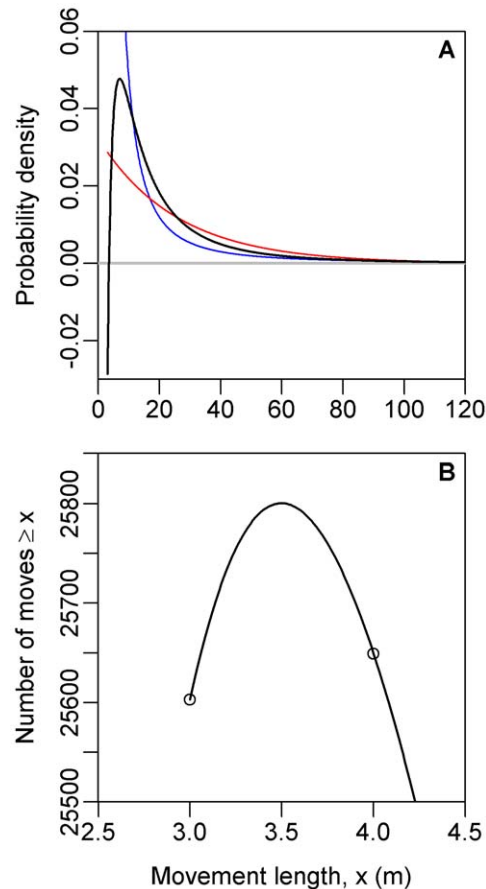 A
Probability density
0.06
0.04
0.02
0.00
-0.02
0 20 40 60 80 100 120
B
Number of moves ≥ x
25800
25700
25600
25500
2.5 3.0 3.5 4.0 4.5
Movement length, x (m)